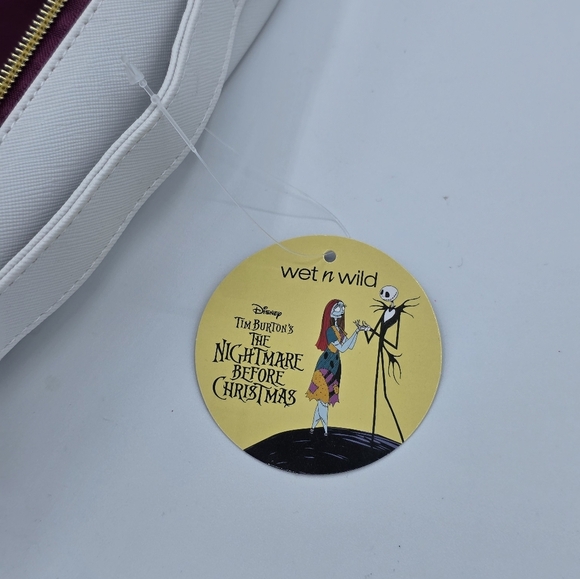 wet n wild
Disney
TIM BURTON'S
THE
NIGHTMARE
BEFORE
CHRISTMAS